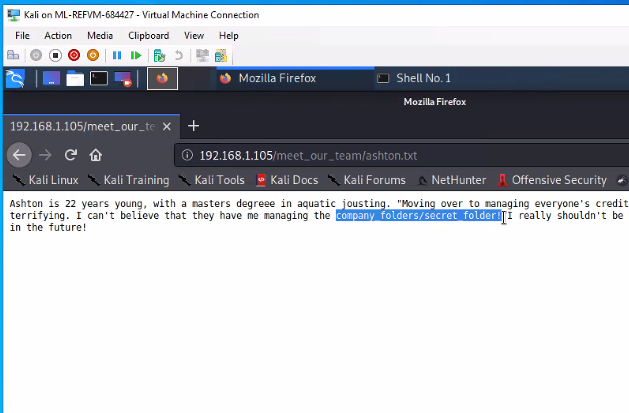 Kali on ML-REFVM-684427 - Virtual Machine Connection
File Action Media Clipboard View Help
Mozilla Firefox Shell No. 1
Mozilla Firefox
192.168.1.105/meet_our_te
192.168.1.105/meet_our_team/ashton.txt
Kali Linux Kali Training Kali Tools Kali Docs Kali Forums NetHunter Offensive Security
Ashton is 22 years young, with a masters degreee in aquatic jousting. "Moving over to managing everyone's credit
terrifying. I can't believe that they have me managing the company_folders/secret_folder! I really shouldn't be
in the future!